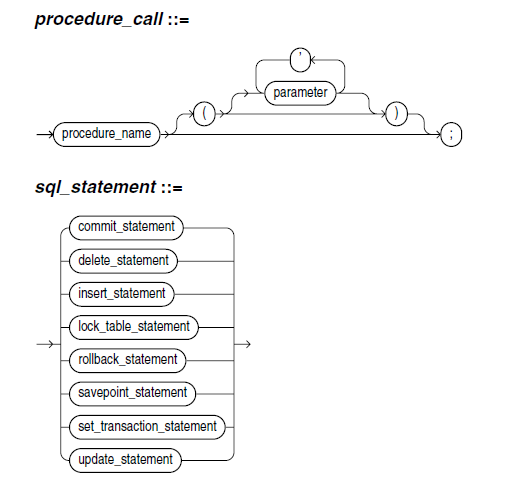 procedure_call ::=
'
parameter
(
)
procedure_name
;
sql_statement ::=
commit_statement
delete_statement
insert_statement
lock_table_statement
rollback_statement
savepoint_statement
set_transaction_statement
update_statement